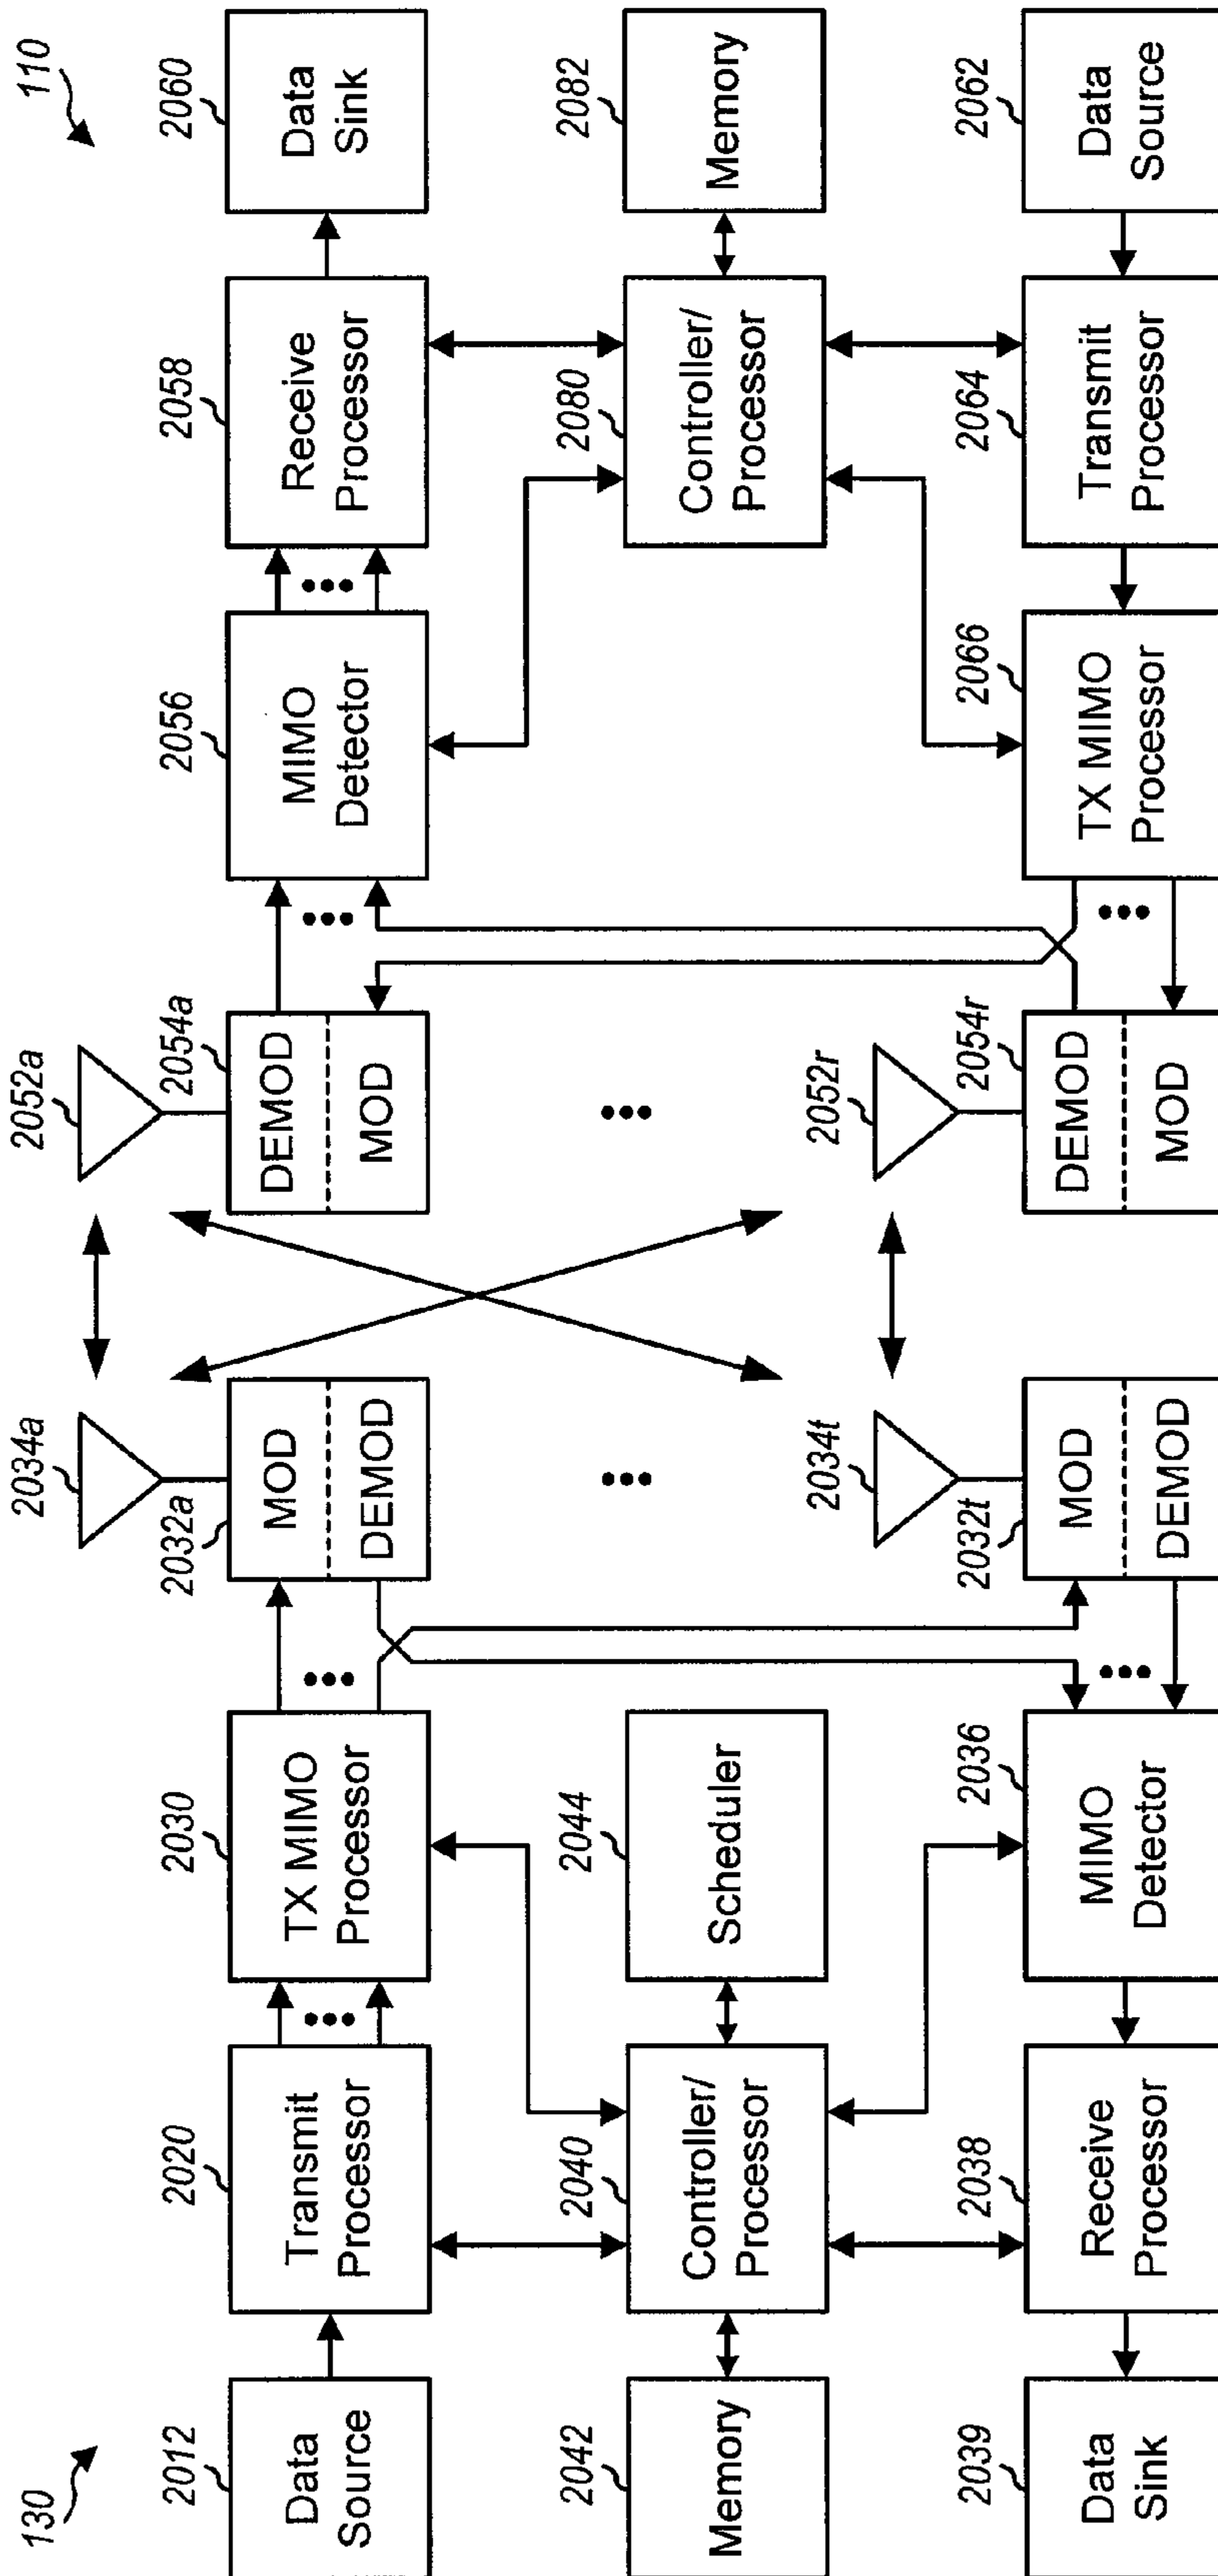 130
2012
Data
Source
2020
Transmit
Processor
2030
TX MIMO
Processor
2034a
2032a
MOD
DEMOD
2052a
2054a
DEMOD
MOD
2056
MIMO
Detector
2058
Receive
Processor
2060
Data
Sink
110
2042
Memory
2040
Controller/
Processor
2044
Scheduler
2080
Controller/
Processor
2082
Memory
2039
Data
Sink
2038
Receive
Processor
2036
MIMO
Detector
2034t
2032t
MOD
DEMOD
2052r
2054r
DEMOD
MOD
2066
TX MIMO
Processor
2064
Transmit
Processor
2062
Data
Source